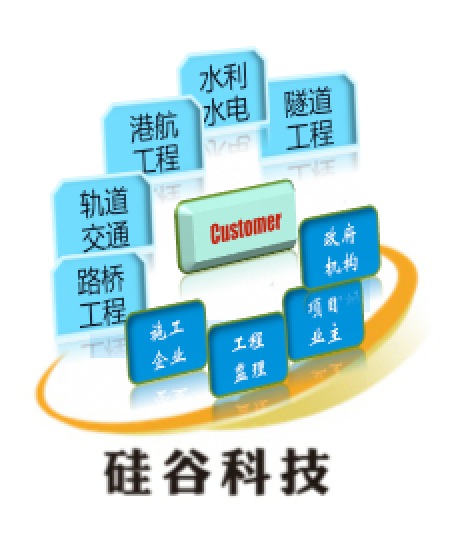 水利
水电
隧道
工程
港航
工程
轨道
交通
路桥
工程
Customer
政府
机构
项目
业主
工程
监理
施工
企业
硅谷科技